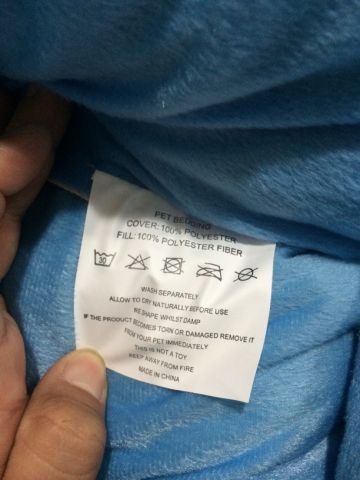 PET BEDDING
COVER: 100% POLYESTER
FILL: 100% POLYESTER FIBER
30
WASH SEPARATELY
ALLOW TO DRY NATURALLY BEFORE USE
RESHAPE WHILST DAMP
IF THE PRODUCT BECOMES TORN OR DAMAGED REMOVE IT
FROM YOUR PET IMMEDIATELY
THIS IS NOT A TOY
KEEP AWAY FROM FIRE
MADE IN CHINA